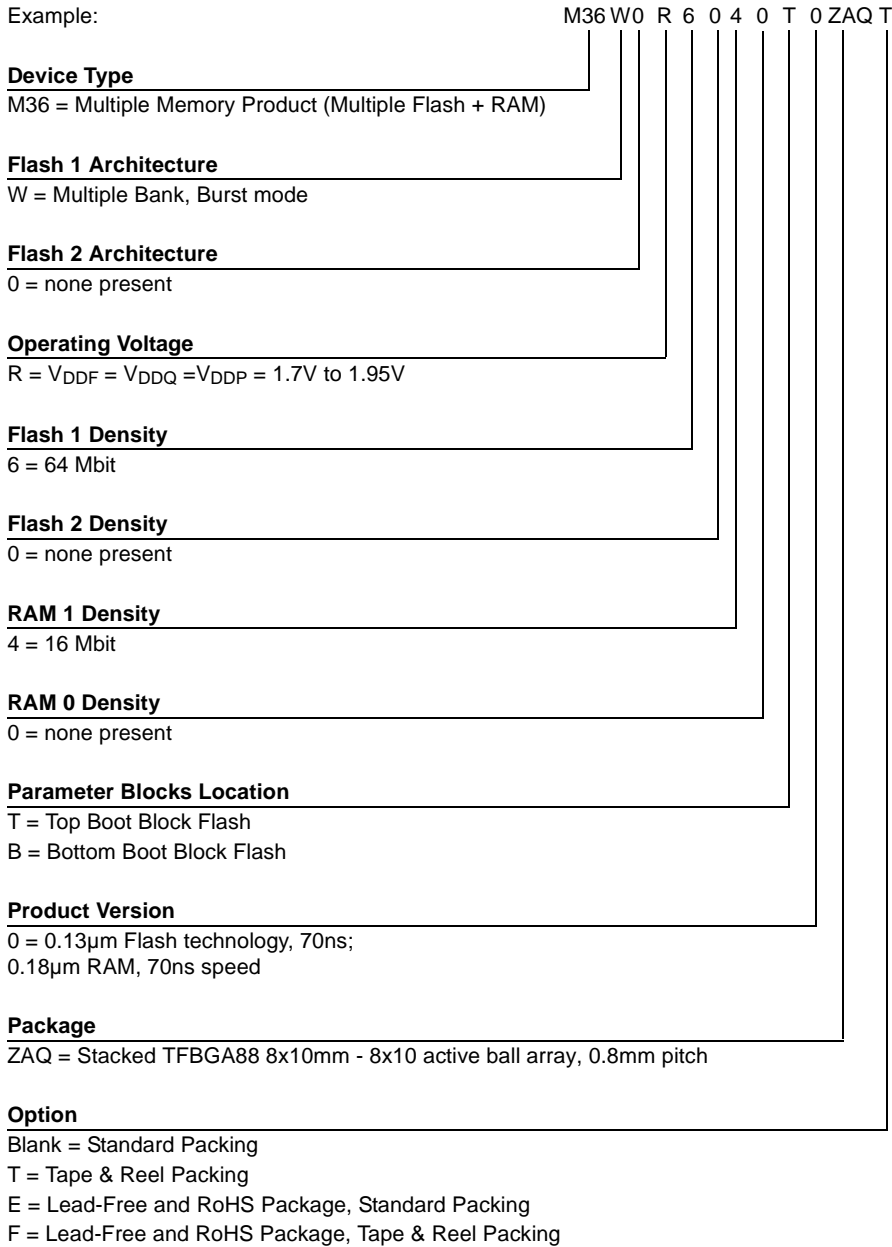 Example: M36 W 0 R 6 0 4 0 T 0 ZAQ T
Device Type
M36 = Multiple Memory Product (Multiple Flash + RAM)
Flash 1 Architecture
W = Multiple Bank, Burst mode
Flash 2 Architecture
0 = none present
Operating Voltage
R = VDDF = VDDQ =VDDP = 1.7V to 1.95V
Flash 1 Density
6 = 64 Mbit
Flash 2 Density
0 = none present
RAM 1 Density
4 = 16 Mbit
RAM 0 Density
0 = none present
Parameter Blocks Location
T = Top Boot Block Flash
B = Bottom Boot Block Flash
Product Version
0 = 0.13µm Flash technology, 70ns;
0.18µm RAM, 70ns speed
Package
ZAQ = Stacked TFBGA88 8x10mm - 8x10 active ball array, 0.8mm pitch
Option
Blank = Standard Packing
T = Tape & Reel Packing
E = Lead-Free and RoHS Package, Standard Packing
F = Lead-Free and RoHS Package, Tape & Reel Packing